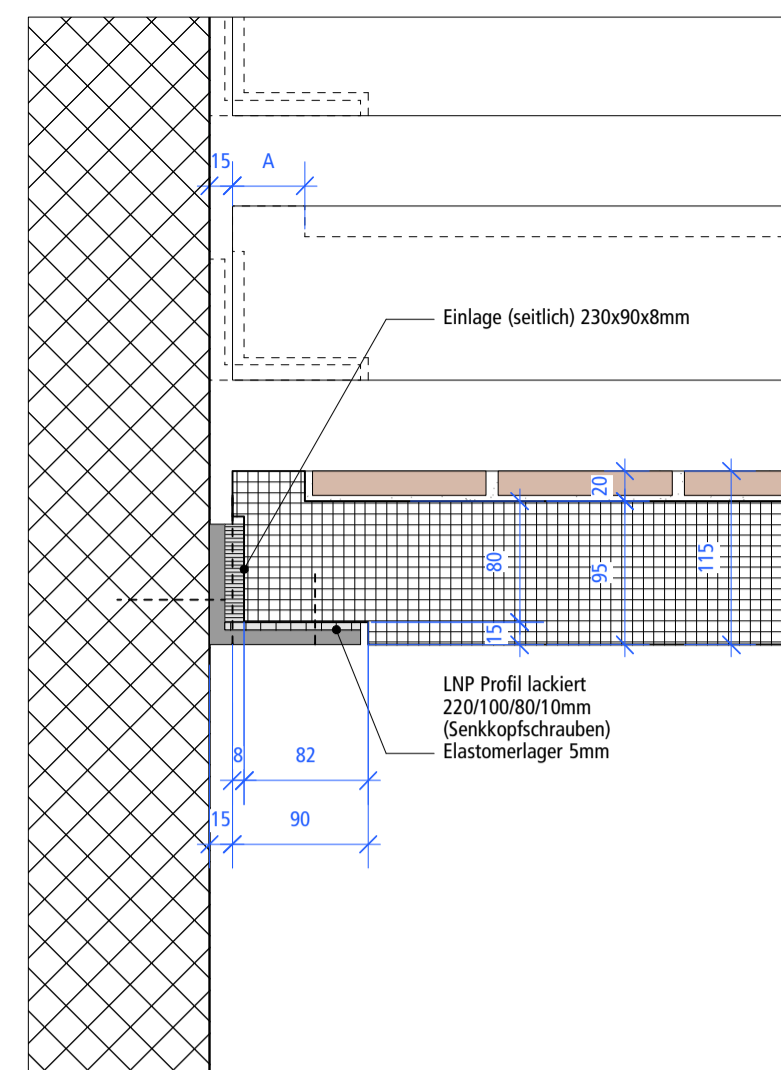 15
A
Einlage (seitlich) 230x90x8mm
20
80
95
115
15
LNP Profil lackiert
220/100/80/10mm
(Senkkopfschrauben)
Elastomerlager 5mm
8
82
15
90